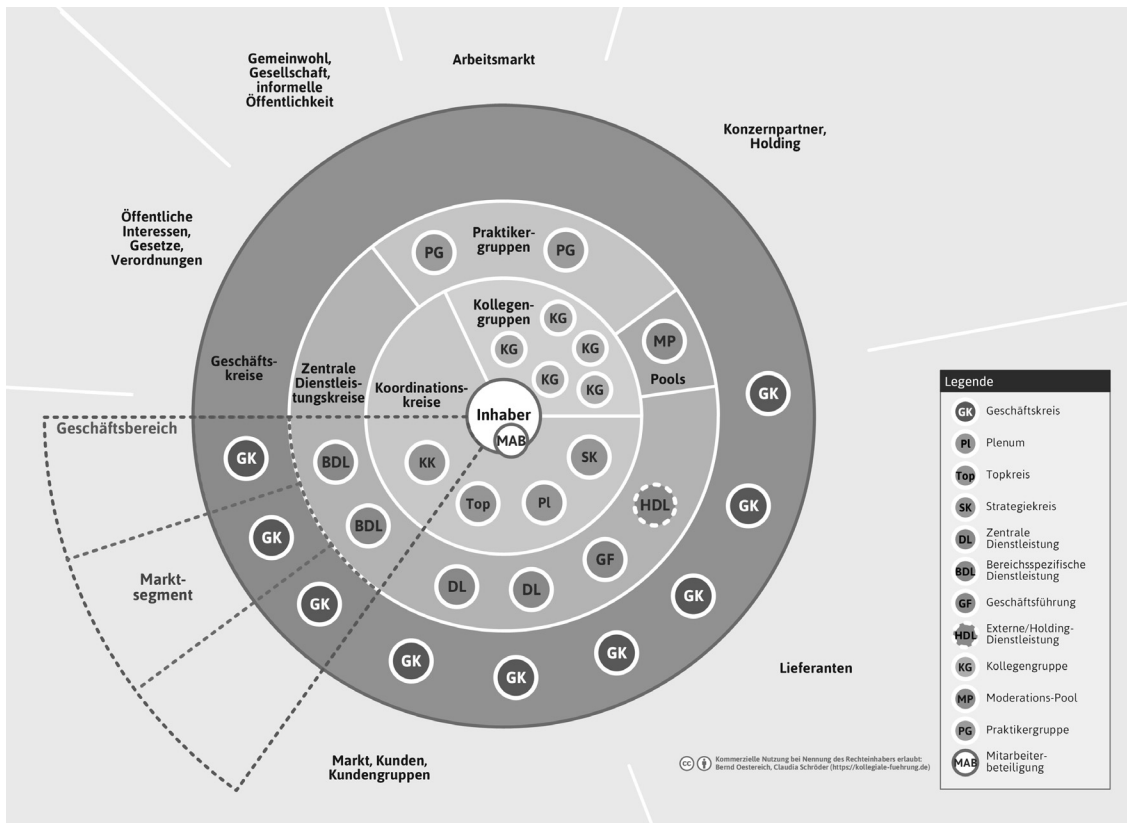 Gemeinwohl,
Gesellschaft,
informelle
Öffentlichkeit
Arbeitsmarkt
Konzernpartner,
Holding
Öffentliche
Interessen,
Gesetze,
Verordnungen
Praktiker-
gruppen
PG
PG
Kollegen-
gruppen
KG
KG
KG
KG
KG
MP
Pools
Geschäfts-
kreise
Zentrale
Dienstleis-
tungskreise
Koordinations-
kreise
Inhaber
MAB
GK
Geschäftsbereich
GK
BDL
KK
SK
Top
Pl
HDL
GK
BDL
GK
GF
Markt-
segment
DL
DL
GK
GK
GK
GK
GK
Lieferanten
Markt, Kunden,
Kundengruppen
Legende
GK Geschäftskreis
Pl Plenum
Top Topkreis
SK Strategiekreis
DL Zentrale
Dienstleistung
BDL Bereichsspezifische
Dienstleistung
GF Geschäftsführung
HDL Externe/Holding-
Dienstleistung
KG Kollegengruppe
MP Moderations-Pool
PG Praktikergruppe
MAB Mitarbeiter-
beteiligung
cc Kommerzielle Nutzung bei Nennung des Rechteinhabers erlaubt:
Bernd Oestereich, Claudia Schröder (https://kollegiale-fuehrung.de)